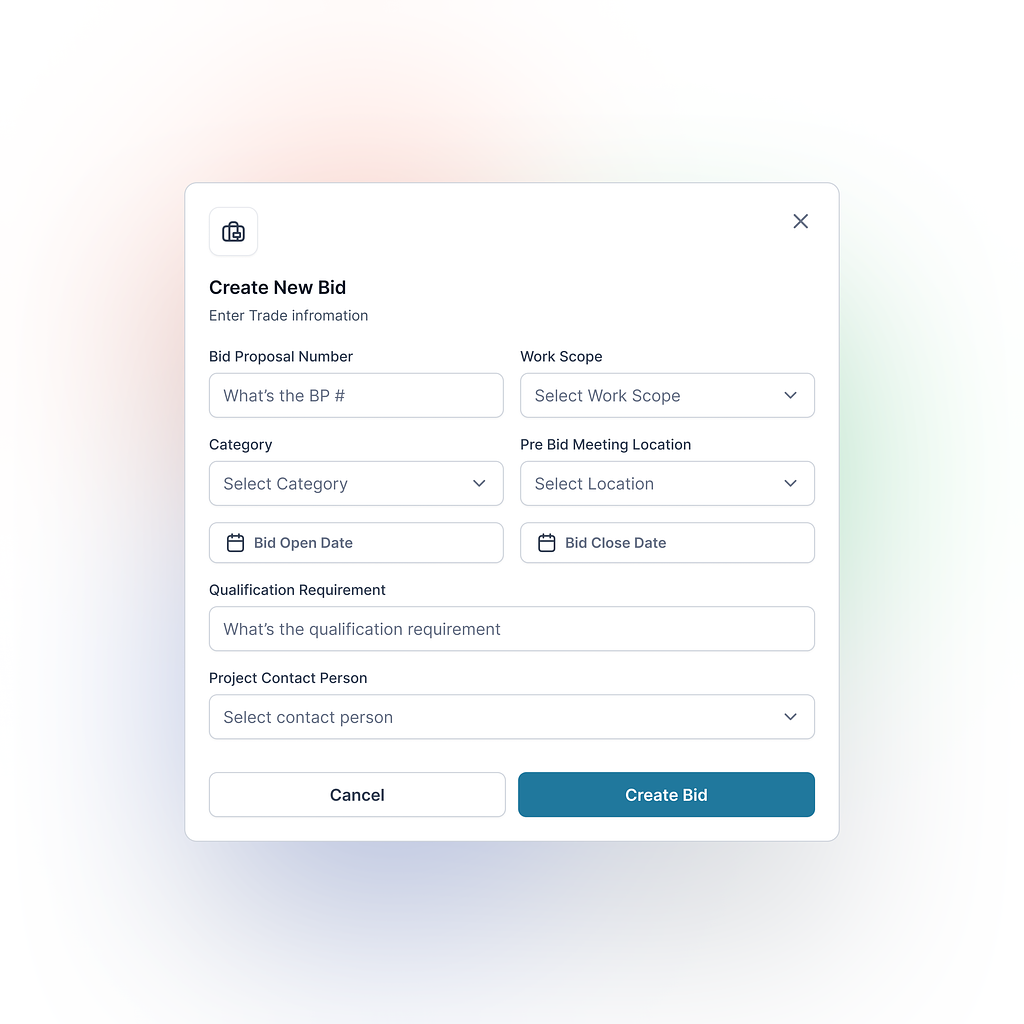 Create New Bid
Enter Trade infromation
Bid Proposal Number
Work Scope
What’s the BP #
Select Work Scope
Category
Pre Bid Meeting Location
Select Category
Select Location
Bid Open Date
Bid Close Date
Qualification Requirement
What’s the qualification requirement
Project Contact Person
Select contact person
Cancel
Create Bid